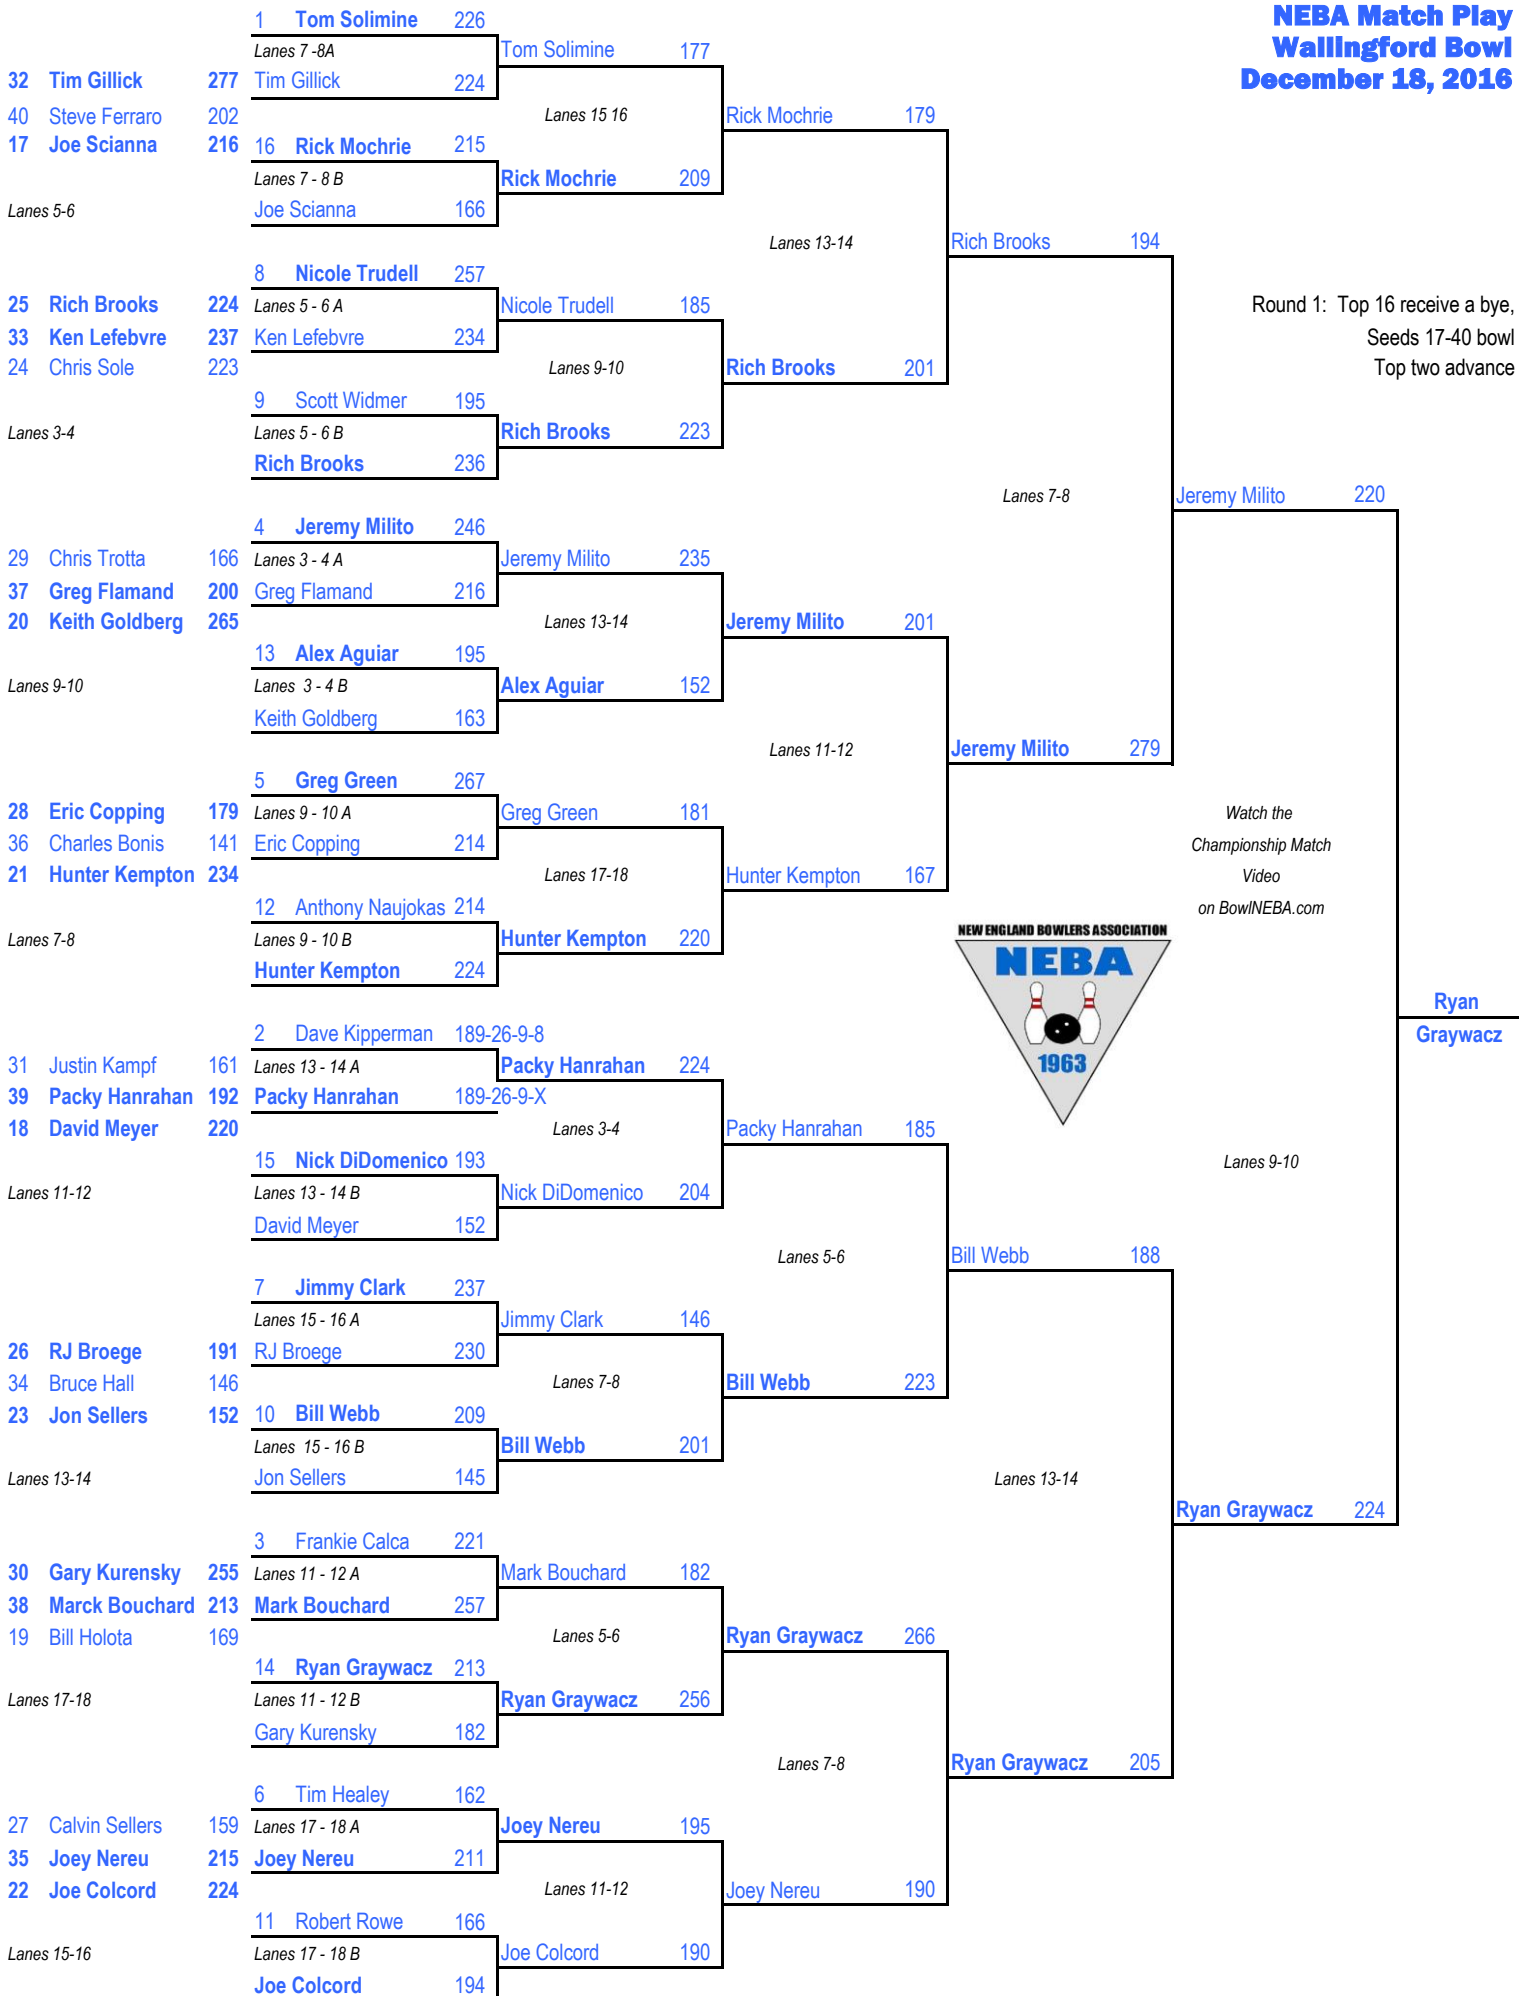 NEBA Match Play
Wallingford Bowl
December 18, 2016
1 Tom Solimine 226
Lanes 7 -8A
Tom Solimine 177
32 Tim Gillick 277
Tim Gillick 224
40 Steve Ferraro 202
Lanes 15 16
Rick Mochrie 179
17 Joe Scianna 216
16 Rick Mochrie 215
Lanes 7 - 8 B
Rick Mochrie 209
Lanes 5-6
Joe Scianna 166
Lanes 13-14
Rich Brooks 194
8 Nicole Trudell 257
25 Rich Brooks 224
Lanes 5 - 6 A
Nicole Trudell 185
Round 1: Top 16 receive a bye,
33 Ken Lefebvre 237
Ken Lefebvre 234
Seeds 17-40 bowl
24 Chris Sole 223
Lanes 9-10
Rich Brooks 201
Top two advance
9 Scott Widmer 195
Lanes 3-4
Lanes 5 - 6 B
Rich Brooks 223
Rich Brooks 236
Lanes 7-8
Jeremy Milito 220
4 Jeremy Milito 246
29 Chris Trotta 166
Lanes 3 - 4 A
Jeremy Milito 235
37 Greg Flamand 200
Greg Flamand 216
20 Keith Goldberg 265
Lanes 13-14
Jeremy Milito 201
13 Alex Aguiar 195
Lanes 9-10
Lanes 3 - 4 B
Alex Aguiar 152
Keith Goldberg 163
Lanes 11-12
Jeremy Milito 279
5 Greg Green 267
28 Eric Copping 179
Lanes 9 - 10 A
Greg Green 181
Watch the
36 Charles Bonis 141
Eric Copping 214
Championship Match
21 Hunter Kempton 234
Lanes 17-18
Hunter Kempton 167
Video
12 Anthony Naujokas 214
on BowlNEBA.com
Lanes 7-8
Lanes 9 - 10 B
Hunter Kempton 220
NEW ENGLAND BOWLERS ASSOCIATION
NEBA
Hunter Kempton 224
Ryan
2 Dave Kipperman 189-26-9-8
Graywacz
31 Justin Kampf 161
Lanes 13 - 14 A
Packy Hanrahan 224
1963
39 Packy Hanrahan 192
Packy Hanrahan 189-26-9-X
18 David Meyer 220
Lanes 3-4
Packy Hanrahan 185
15 Nick DiDomenico 193
Lanes 9-10
Lanes 11-12
Lanes 13 - 14 B
Nick DiDomenico 204
David Meyer 152
Lanes 5-6
Bill Webb 188
7 Jimmy Clark 237
Lanes 15 - 16 A
Jimmy Clark 146
26 RJ Broege 191
RJ Broege 230
34 Bruce Hall 146
Lanes 7-8
Bill Webb 223
23 Jon Sellers 152
10 Bill Webb 209
Lanes 15 - 16 B
Bill Webb 201
Lanes 13-14
Jon Sellers 145
Lanes 13-14
Ryan Graywacz 224
3 Frankie Calca 221
30 Gary Kurensky 255
Lanes 11 - 12 A
Mark Bouchard 182
38 Marck Bouchard 213
Mark Bouchard 257
19 Bill Holota 169
Lanes 5-6
Ryan Graywacz 266
14 Ryan Graywacz 213
Lanes 17-18
Lanes 11 - 12 B
Ryan Graywacz 256
Gary Kurensky 182
Lanes 7-8
Ryan Graywacz 205
6 Tim Healey 162
27 Calvin Sellers 159
Lanes 17 - 18 A
Joey Nereu 195
35 Joey Nereu 215
Joey Nereu 211
22 Joe Colcord 224
Lanes 11-12
Joey Nereu 190
11 Robert Rowe 166
Lanes 15-16
Lanes 17 - 18 B
Joe Colcord 190
Joe Colcord 194